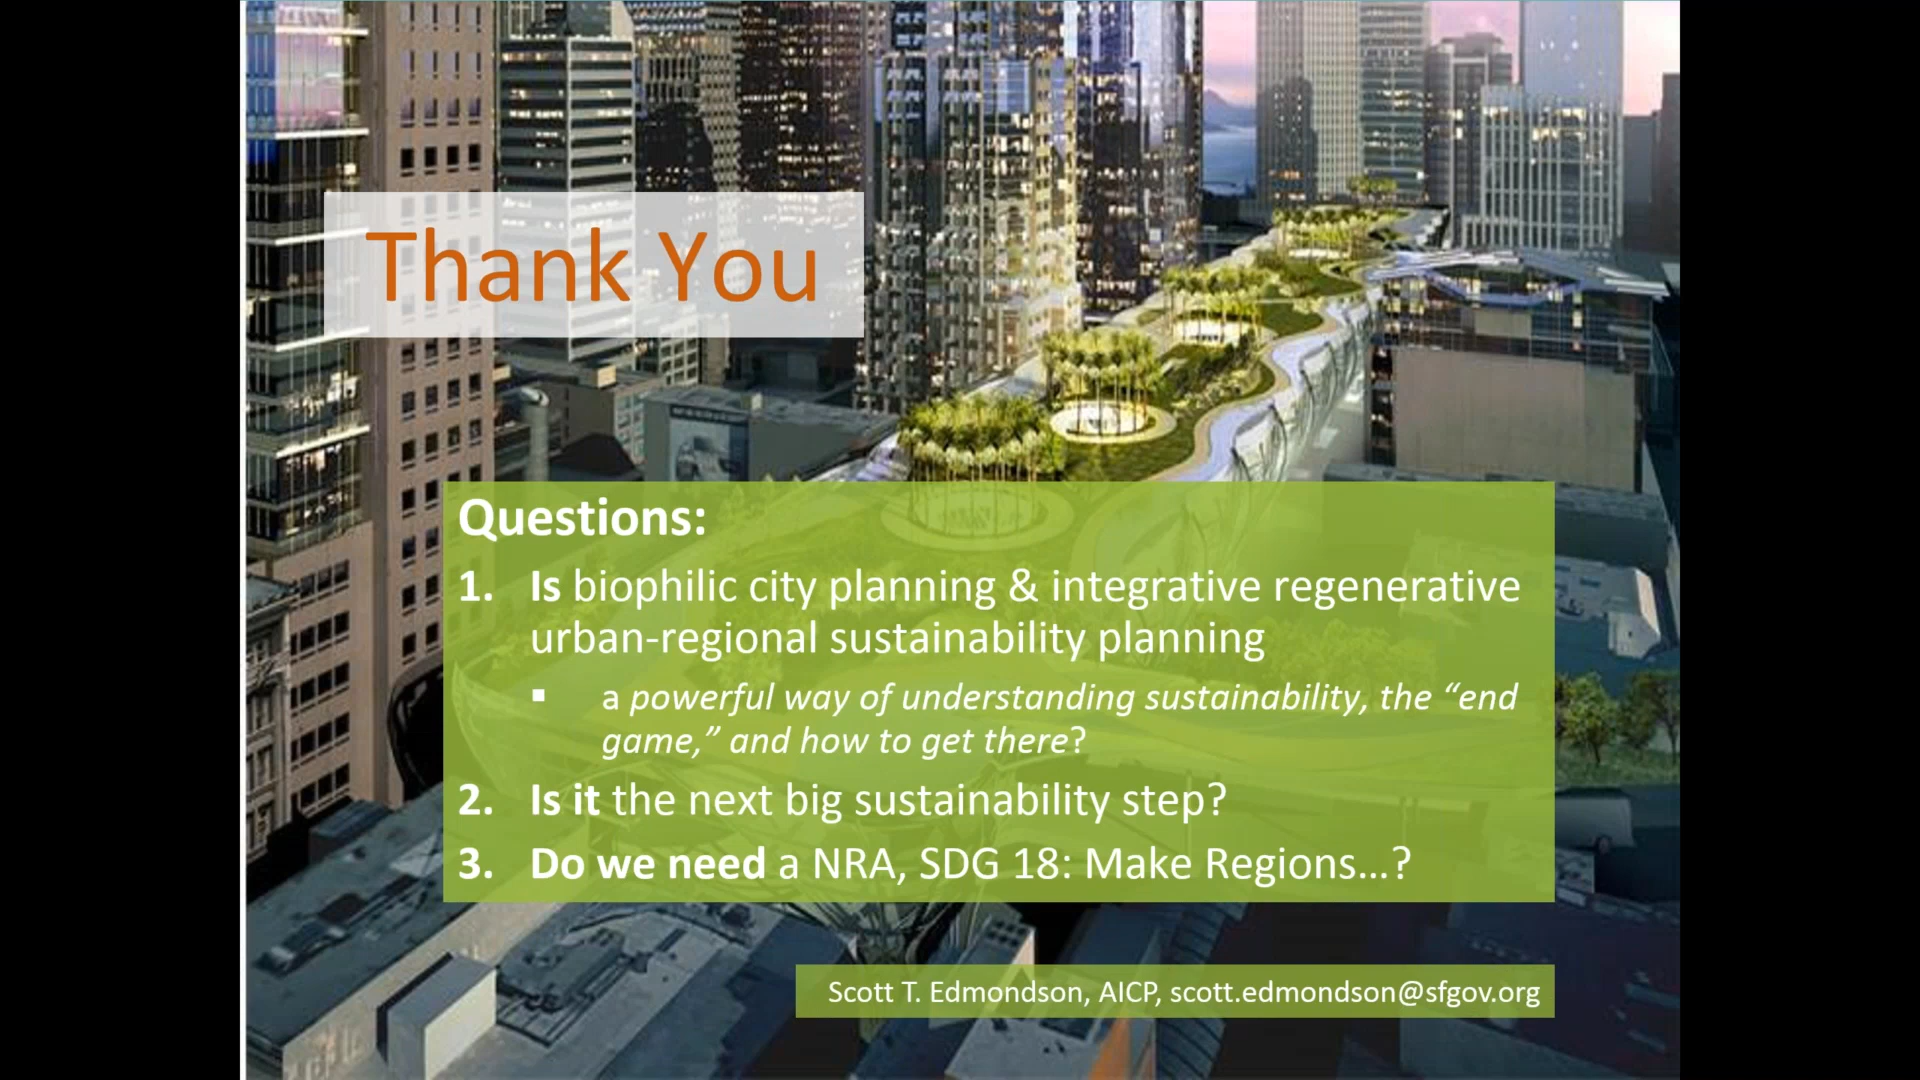 Thank You
Questions:
1. Is biophilic city planning & integrative regenerative
urban-regional sustainability planning
▪ a powerful way of understanding sustainability, the “end
game,” and how to get there?
2. Is it the next big sustainability step?
3. Do we need a NRA, SDG 18: Make Regions...?
Scott T. Edmondson, AICP, scott.edmondson@sfgov.org